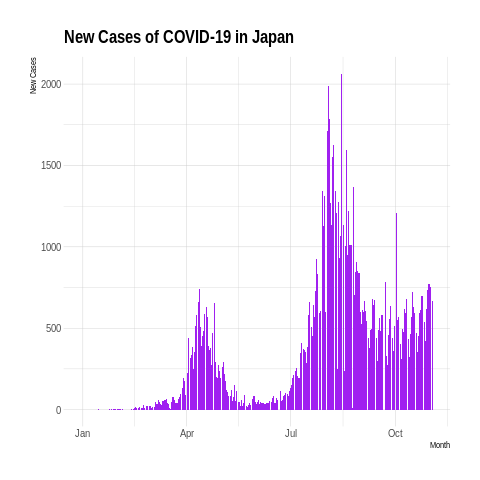 New Cases of COVID-19 in Japan
New Cases
2000
1500
1000
500
0
Jan Apr Jul Oct
Month